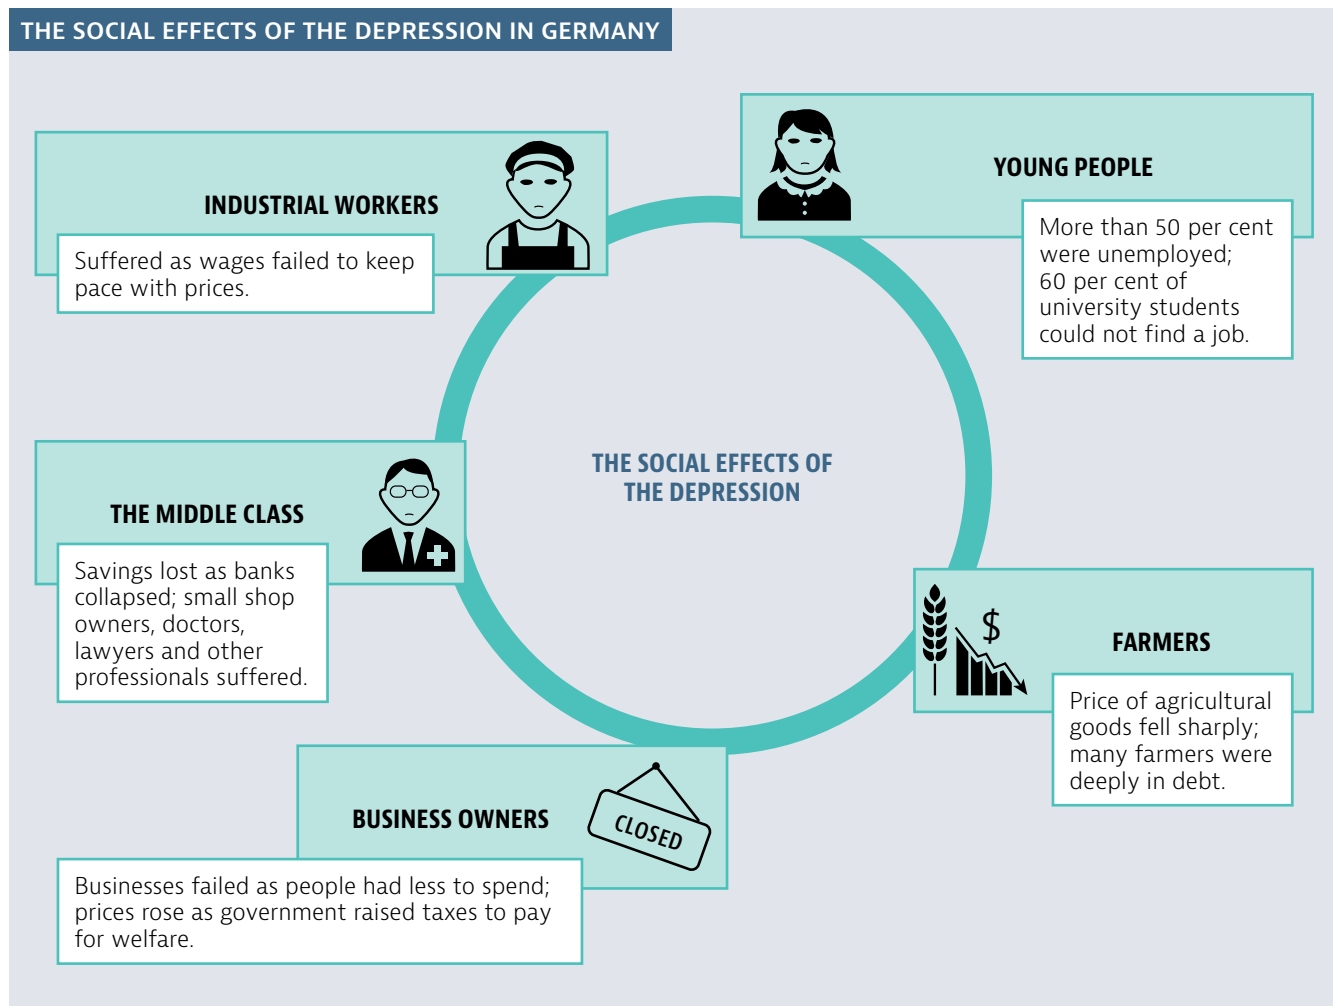 THE SOCIAL EFFECTS OF THE DEPRESSION IN GERMANY
INDUSTRIAL WORKERS
Suffered as wages failed to keep
pace with prices.
YOUNG PEOPLE
More than 50 per cent
were unemployed;
60 per cent of
university students
could not find a job.
THE SOCIAL EFFECTS OF
THE DEPRESSION
THE MIDDLE CLASS
Savings lost as banks
collapsed; small shop
owners, doctors,
lawyers and other
professionals suffered.
$
FARMERS
Price of agricultural
goods fell sharply;
many farmers were
deeply in debt.
BUSINESS OWNERS
CLOSED
Businesses failed as people had less to spend;
prices rose as government raised taxes to pay
for welfare.